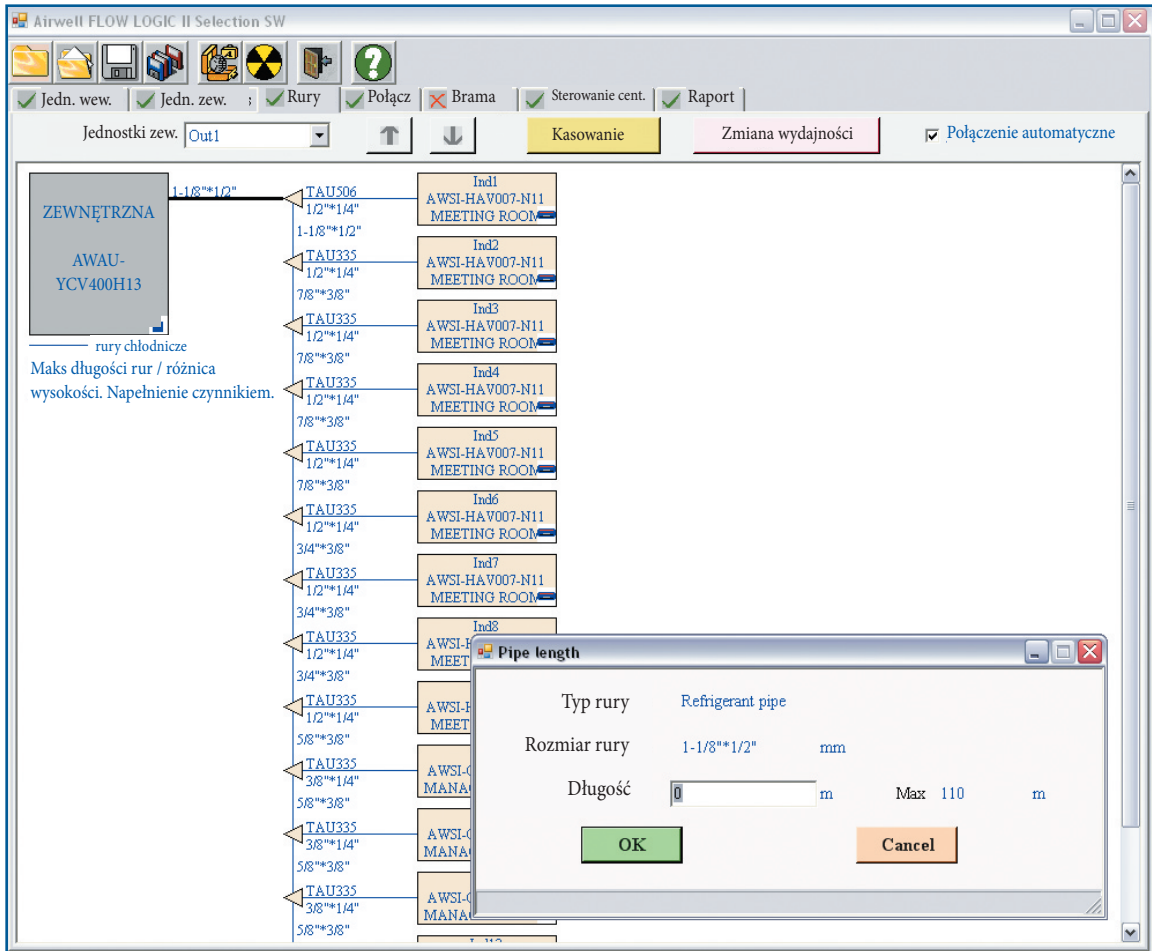 Airwell FLOW LOGIC II Selection SW
Jedn. wew.
Jedn. zew.
;
Rury
Połącz
Brama
Sterowanie cent.
Raport
Jednostki zew.
Out1
Kasowanie
Zmiana wydajności
Połączenie automatyczne
ZEWNĘTRZNA
AWAU-
YCV400H13
1-1/8"*1/2"
rury chłodnicze
Maks długości rur / różnica
wysokości. Napełnienie czynnikiem.
TAU506
1/2"*1/4"
1-1/8"*1/2"
Ind1
AWSI-HAV007-N11
MEETING ROOM
TAU335
1/2"*1/4"
7/8"*3/8"
Ind2
AWSI-HAV007-N11
MEETING ROOM
TAU335
1/2"*1/4"
7/8"*3/8"
Ind3
AWSI-HAV007-N11
MEETING ROOM
TAU335
1/2"*1/4"
7/8"*3/8"
Ind4
AWSI-HAV007-N11
MEETING ROOM
TAU335
1/2"*1/4"
7/8"*3/8"
Ind5
AWSI-HAV007-N11
MEETING ROOM
TAU335
1/2"*1/4"
3/4"*3/8"
Ind6
AWSI-HAV007-N11
MEETING ROOM
TAU335
1/2"*1/4"
3/4"*3/8"
Ind7
AWSI-HAV007-N11
MEETING ROOM
TAU335
1/2"*1/4"
3/4"*3/8"
Ind8
AWSI-H
MEET
TAU335
1/2"*1/4"
5/8"*3/8"
AWSI-H
MEET
TAU335
3/8"*1/4"
5/8"*3/8"
AWSI-C
MANA
TAU335
3/8"*1/4"
5/8"*3/8"
AWSI-C
MANA
TAU335
3/8"*1/4"
5/8"*3/8"
AWSI-C
MANA
Pipe length
Typ rury
Refrigerant pipe
Rozmiar rury
1-1/8"*1/2"
mm
Długość
0
m
Max 110
m
OK
Cancel